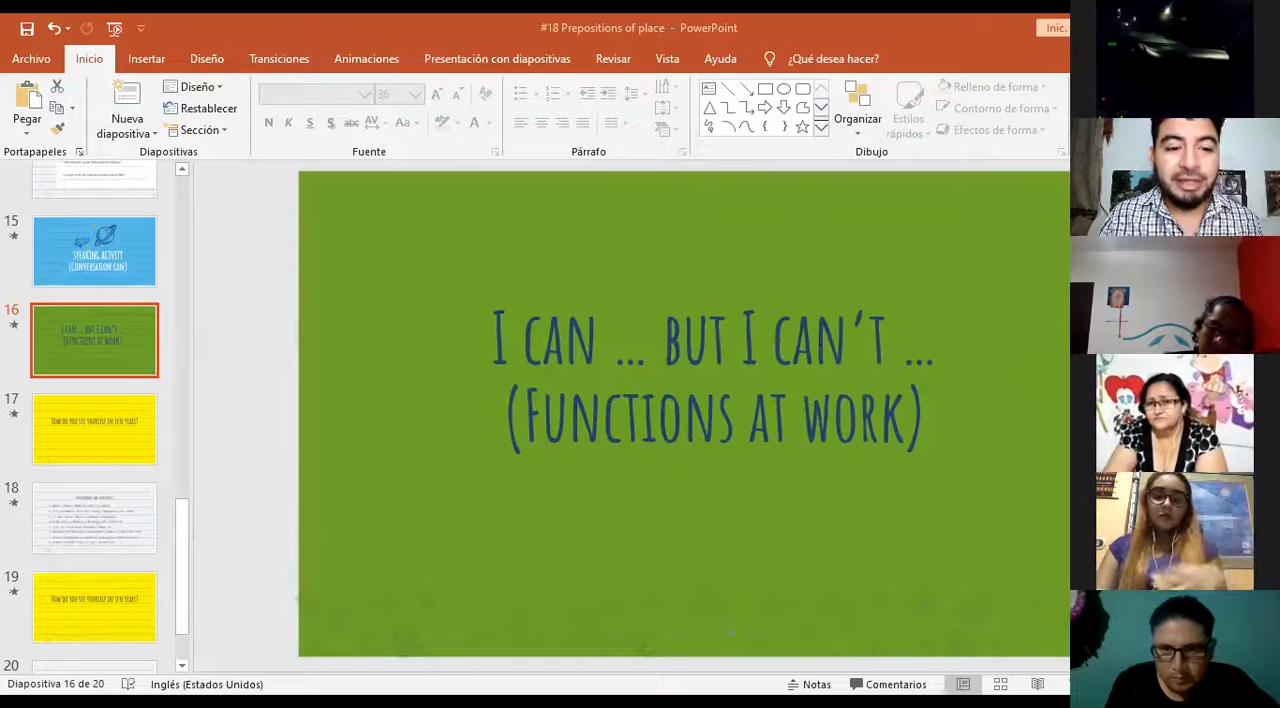 #18 Prepositions of place - PowerPoint
Inic.
Archivo Inicio Insertar Diseño Transiciones Animaciones Presentación con diapositivas Revisar Vista Ayuda ¿Qué desea hacer?
Pegar
Nueva diapositiva
Diseño
Restablecer
Sección
36
N K S S abc AV Aa A
Organizar
Estilos rápidos
Relleno de forma
Contorno de forma
Efectos de forma
Portapapeles Diapositivas Fuente Párrafo Dibujo
15
SPEAKING ACTIVITY
(CONVERSATION CAN)
16
I CAN ... BUT I CAN'T ...
(FUNCTIONS AT WORK)
17
HOW DO YOU SEE YOURSELF IN TEN YEARS?
18
19
HOW DO YOU SEE YOURSELF IN TEN YEARS?
20
I CAN ... BUT I CAN'T ...
(FUNCTIONS AT WORK)
Diapositiva 16 de 20 Inglés (Estados Unidos) Notas Comentarios